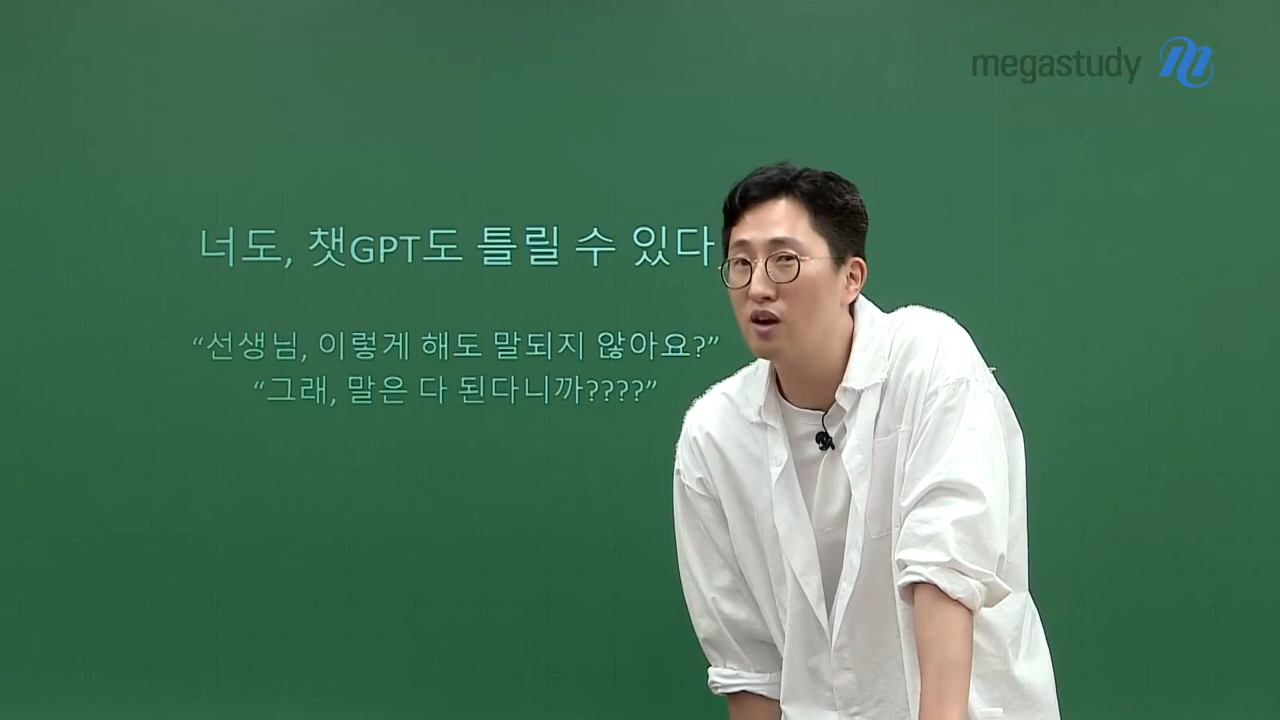 megastudy
너도, 챗GPT도 틀릴 수 있다
“선생님, 이렇게 해도 말되지 않아요?”
“그래, 말은 다 된다니까????”